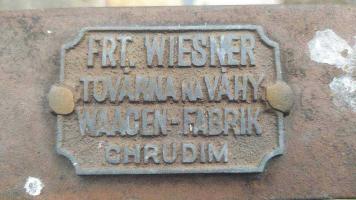 FRT. WIESNER
TOVÁRNA NA VÁHY
WAAGEN-FABRIK
CHRUDIM